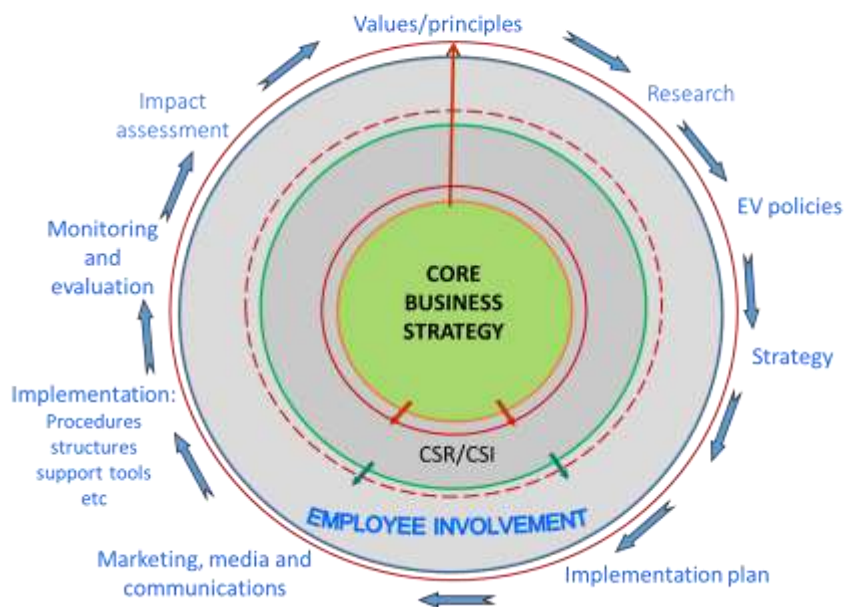 Values/principles
Research
EV policies
Strategy
Implementation plan
Marketing, media and
communications
Implementation:
Procedures
structures
support tools
etc
Monitoring
and
evaluation
Impact
assessment
CORE
BUSINESS
STRATEGY
CSR/CSI
EMPLOYEE INVOLVEMENT